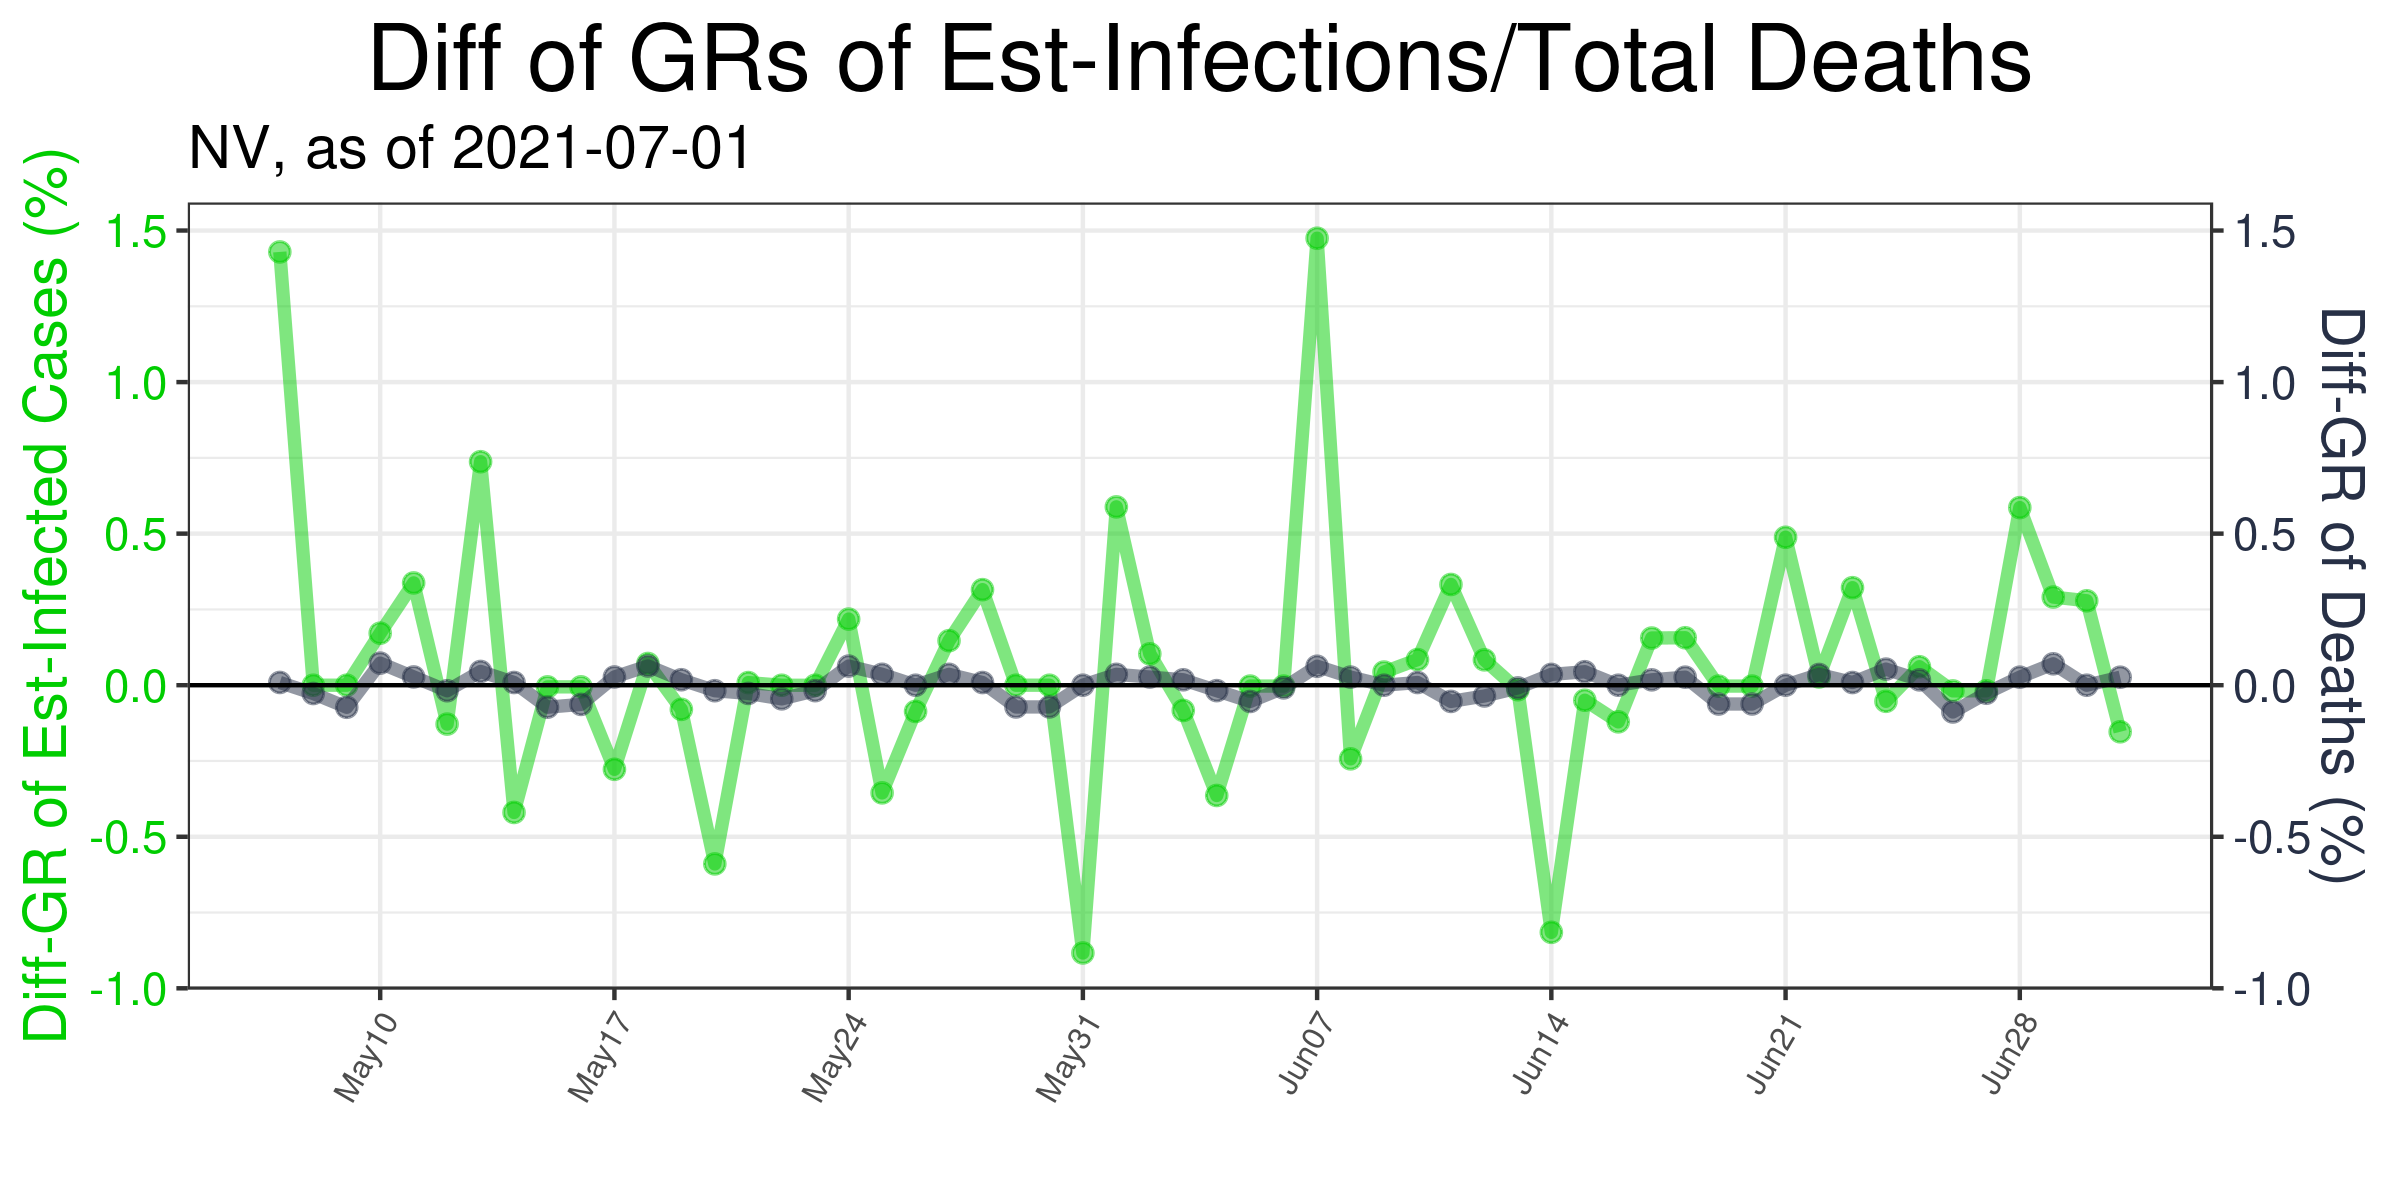 Diff of GRs of Est-Infections/Total Deaths
NV, as of 2021-07-01
Diff-GR of Est-Infected Cases (%)
1.5
1.0
0.5
0.0
-0.5
-1.0
1.5
1.0
0.5
0.0
-0.5
-1.0
Diff-GR of Deaths (%)
May10
May17
May24
May31
Jun07
Jun14
Jun21
Jun28